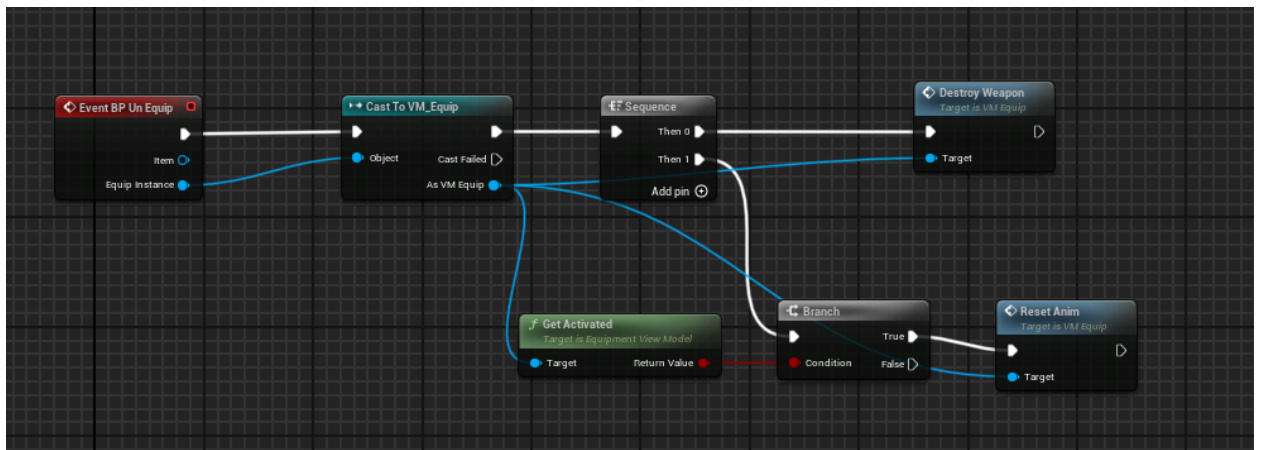 Event BP Un Equip
Item
Equip Instance
Cast To VM_Equip
Object
Cast Failed
As VM Equip
Sequence
Then 0
Then 1
Add pin
Destroy Weapon
Target is VM Equip
Target
Get Activated
Target is Equipment View Model
Target
Return Value
Branch
True
Condition
False
Reset Anim
Target is VM Equip
Target